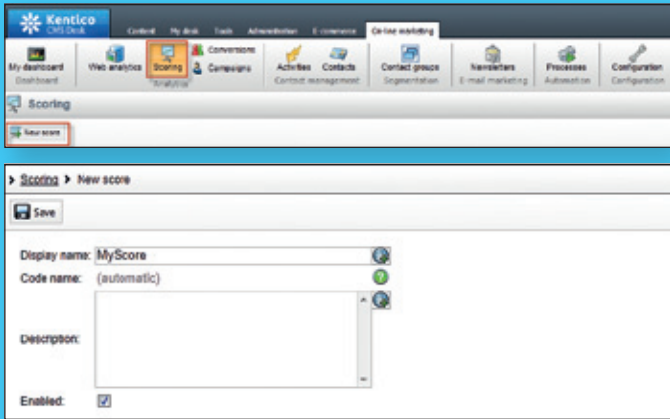 Kentico
CMS Desk
Content My desk Tools Administration E-commerce On-line marketing
My dashboard Web analytics Scoring Conversions Campaigns Activities Contacts Contact groups Newsletters Processes Configuration
Dashboard Analytics Contact management Segmentation E-mail marketing Automation Configuration
Scoring
New score
> Scoring > New score
Save
Display name: MyScore
Code name: (automatic)
Description:
Enabled: